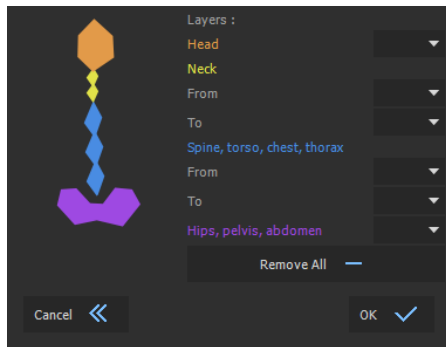 Layers :
Head
Neck
From
To
Spine, torso, chest, thorax
From
To
Hips, pelvis, abdomen
Remove All
Cancel
OK